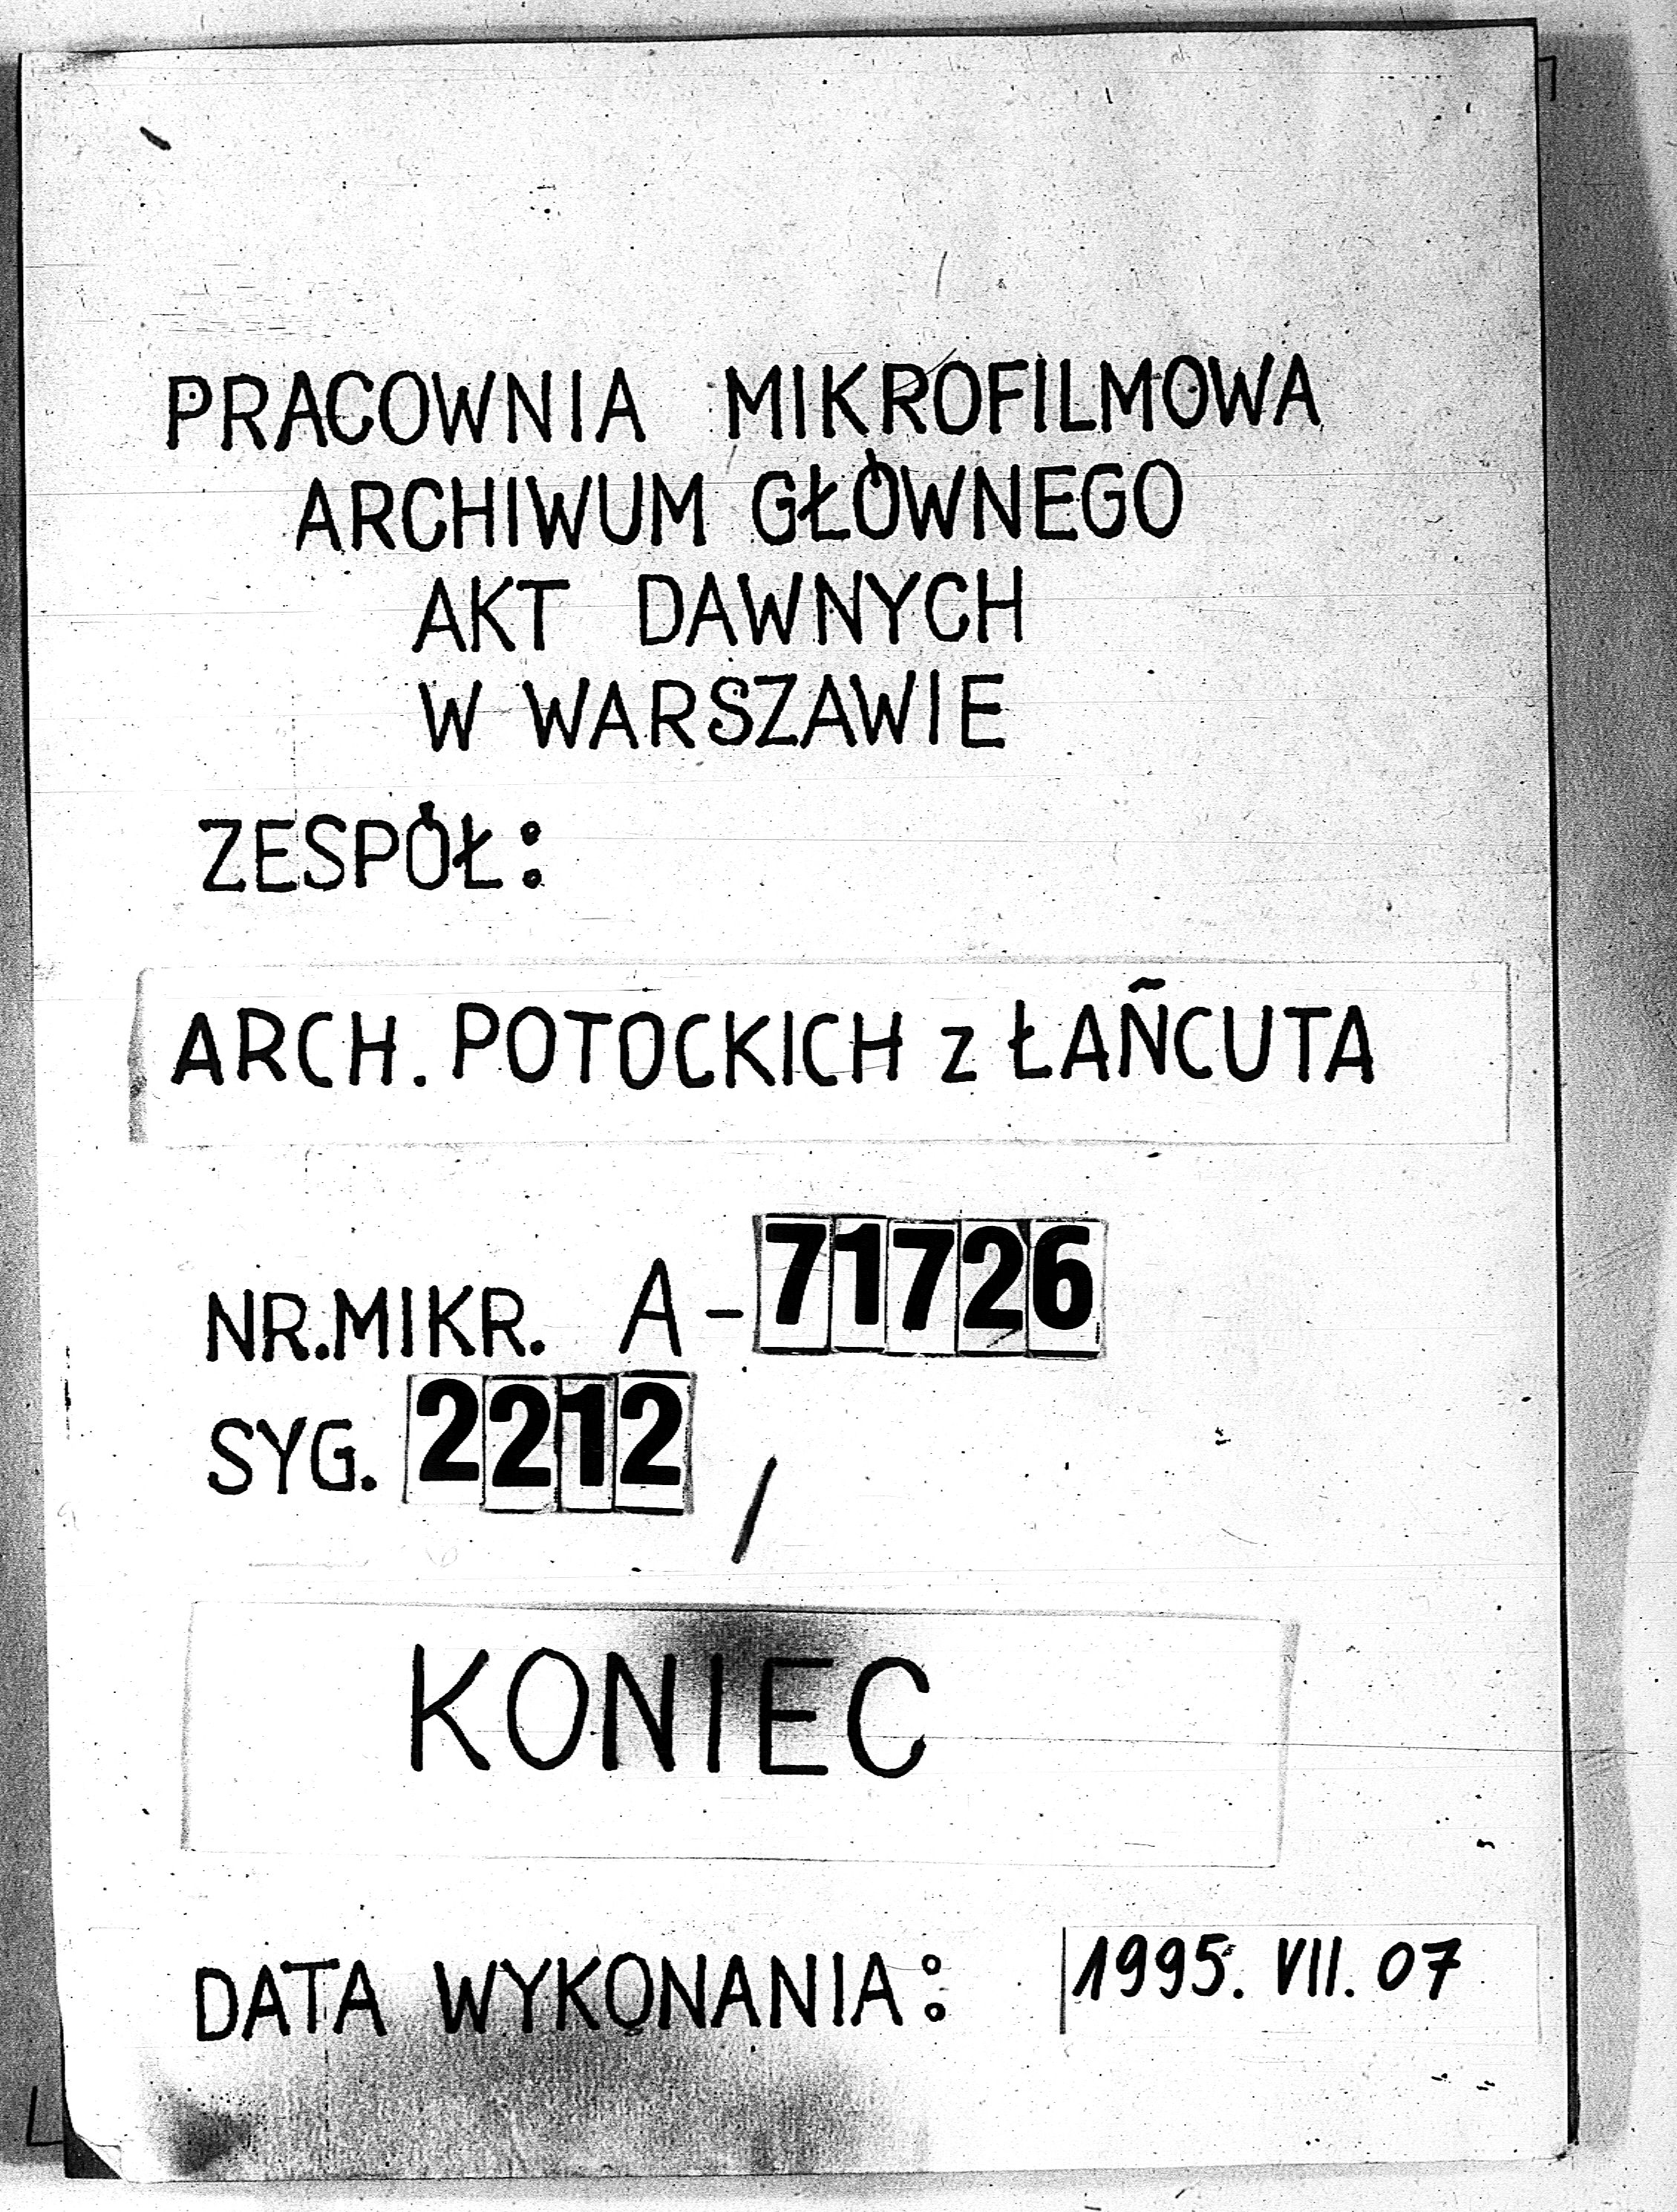 PRACOWNIA MIKROFILMOWA
ARCHIWUM GŁÓWNEGO
AKT DAWNYCH
W WARSZAWIE
ZESPÓŁ:
ARCH. POTOCKICH z ŁAŃCUTA
NR.MIKR. A-71726
SYG. 2212 /
KONIEC
DATA WYKONANIA: 1995. VII. 07